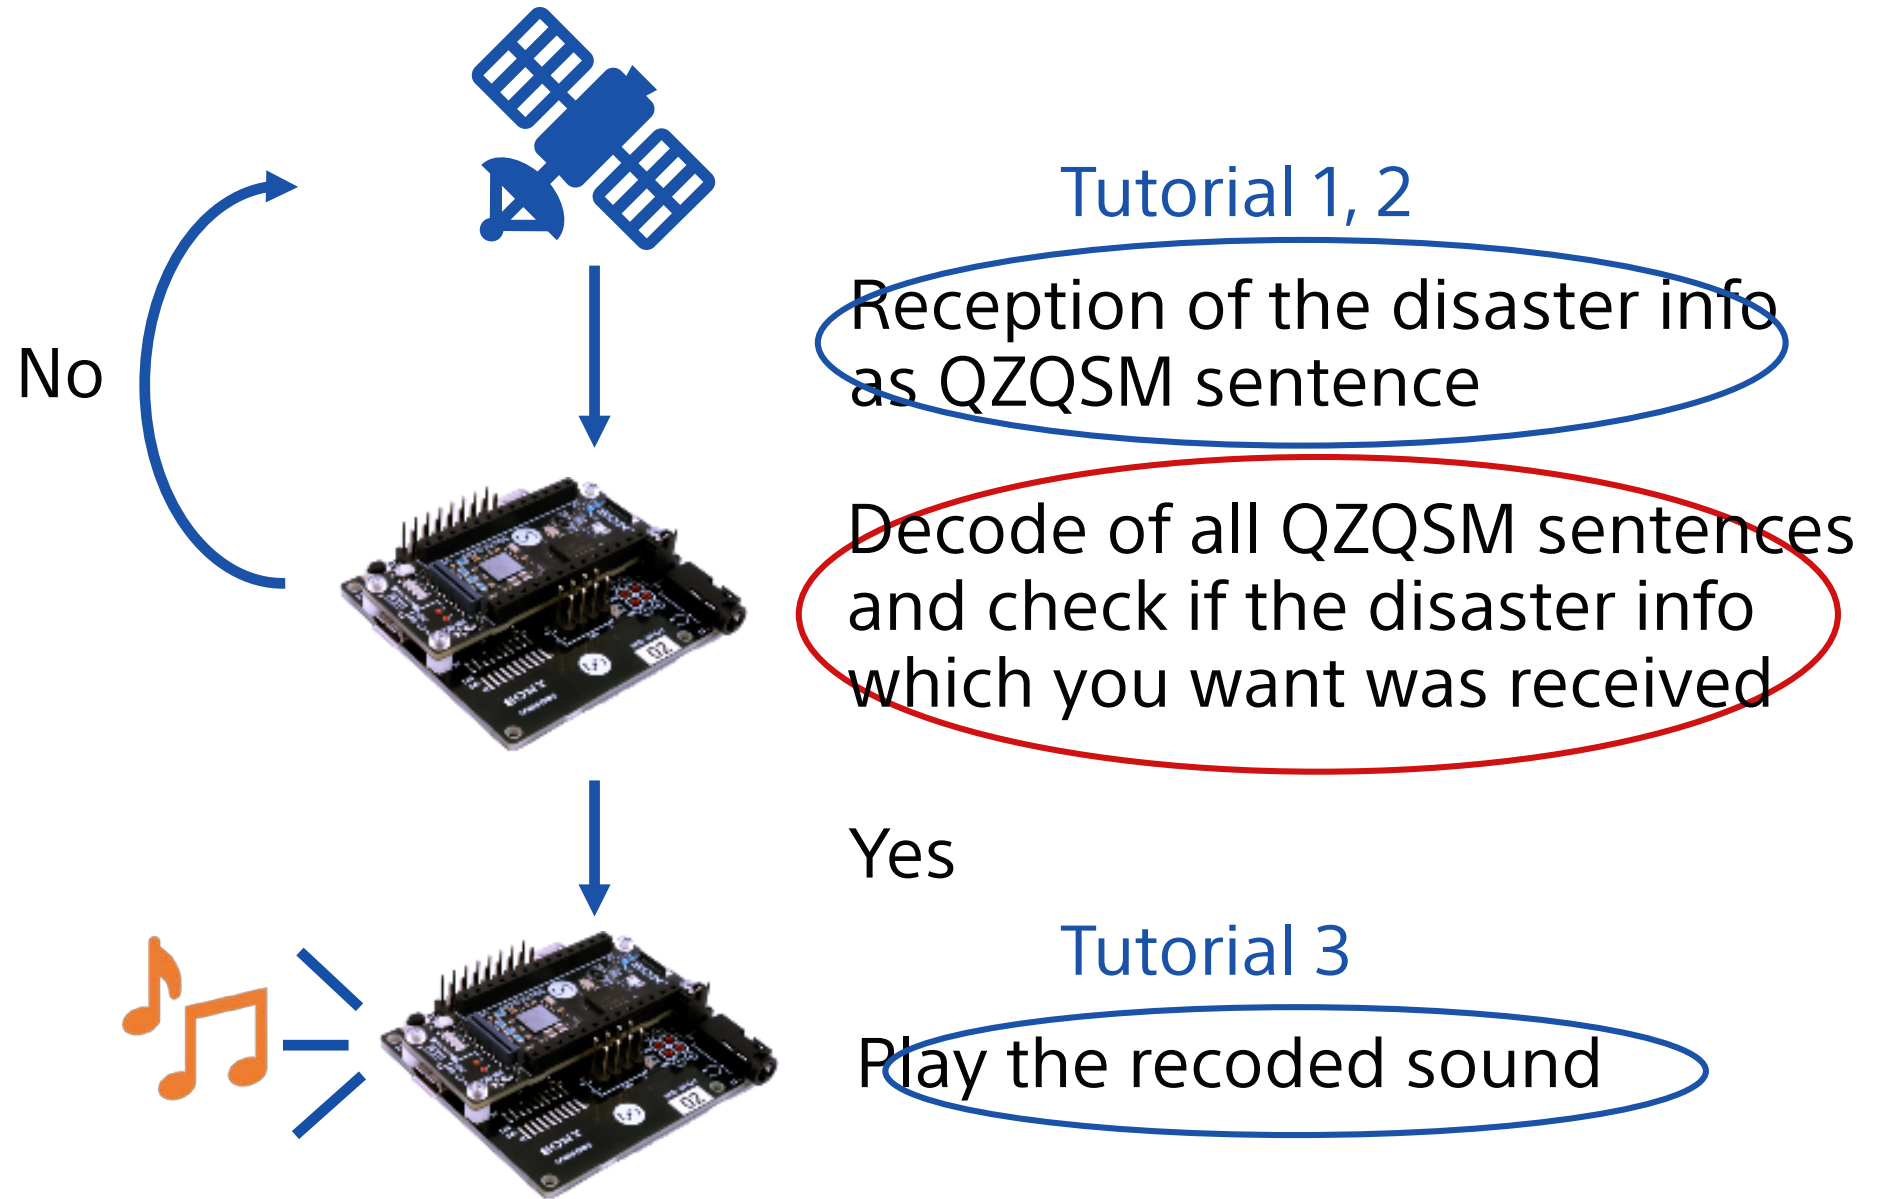 Tutorial 1, 2
Reception of the disaster info
as QZQSM sentence
No
Decode of all QZQSM sentences
and check if the disaster info
which you want was received
Yes
Tutorial 3
Play the recoded sound